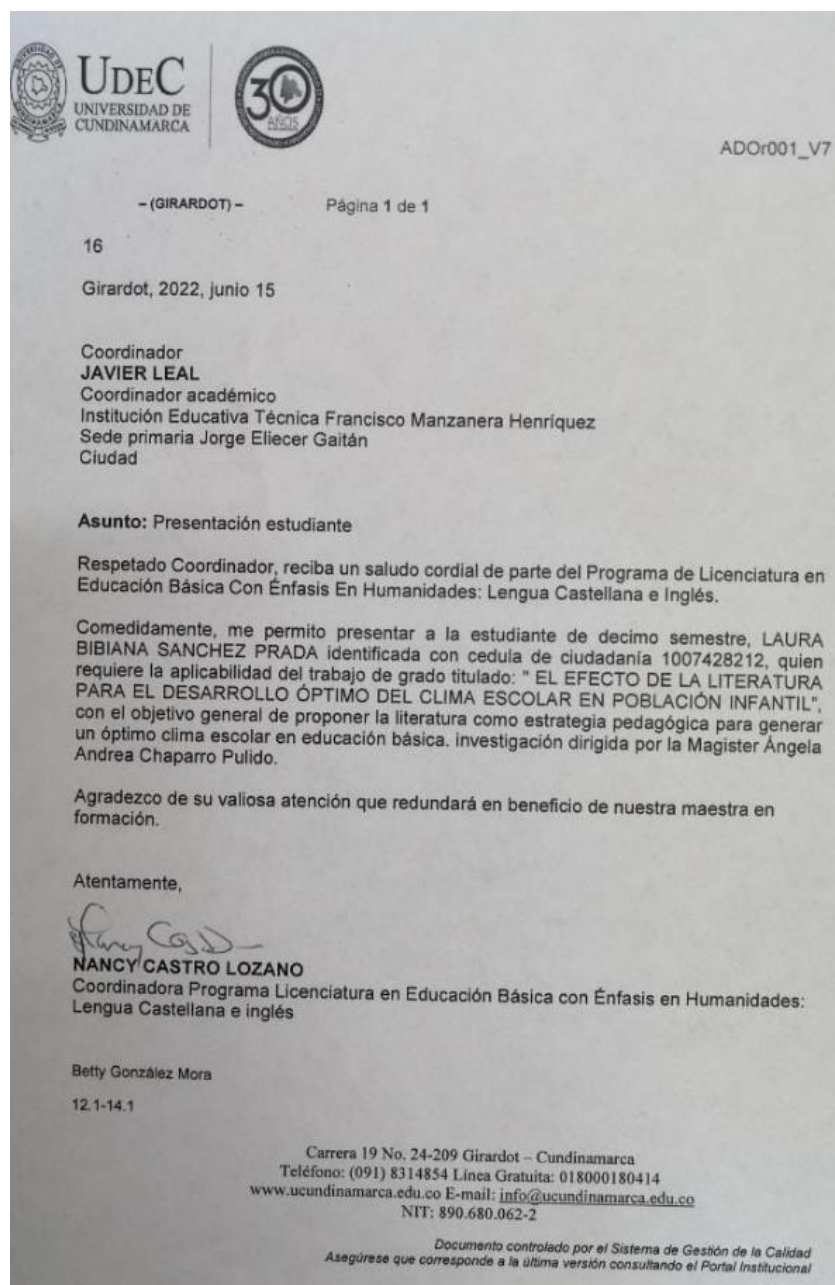 UDEC
UNIVERSIDAD DE
CUNDINAMARCA
30
AÑOS
ADOr001_V7
– (GIRARDOT) – Página 1 de 1
16
Girardot, 2022, junio 15
Coordinador
JAVIER LEAL
Coordinador académico
Institución Educativa Técnica Francisco Manzanera Henríquez
Sede primaria Jorge Eliecer Gaitán
Ciudad
Asunto: Presentación estudiante
Respetado Coordinador, reciba un saludo cordial de parte del Programa de Licenciatura en
Educación Básica Con Énfasis En Humanidades: Lengua Castellana e Inglés.
Comedidamente, me permito presentar a la estudiante de decimo semestre, LAURA
BIBIANA SANCHEZ PRADA identificada con cedula de ciudadanía 1007428212, quien
requiere la aplicabilidad del trabajo de grado titulado: " EL EFECTO DE LA LITERATURA
PARA EL DESARROLLO ÓPTIMO DEL CLIMA ESCOLAR EN POBLACIÓN INFANTIL",
con el objetivo general de proponer la literatura como estrategia pedagógica para generar
un óptimo clima escolar en educación básica. investigación dirigida por la Magister Ángela
Andrea Chaparro Pulido.
Agradezco de su valiosa atención que redundará en beneficio de nuestra maestra en
formación.
Atentamente,
NANCY CASTRO LOZANO
Coordinadora Programa Licenciatura en Educación Básica con Énfasis en Humanidades:
Lengua Castellana e inglés
Betty González Mora
12.1-14.1
Carrera 19 No. 24-209 Girardot – Cundinamarca
Teléfono: (091) 8314854 Línea Gratuita: 018000180414
www.ucundinamarca.edu.co E-mail: info@ucundinamarca.edu.co
NIT: 890.680.062-2
Documento controlado por el Sistema de Gestión de la Calidad
Asegúrese que corresponde a la última versión consultando el Portal Institucional